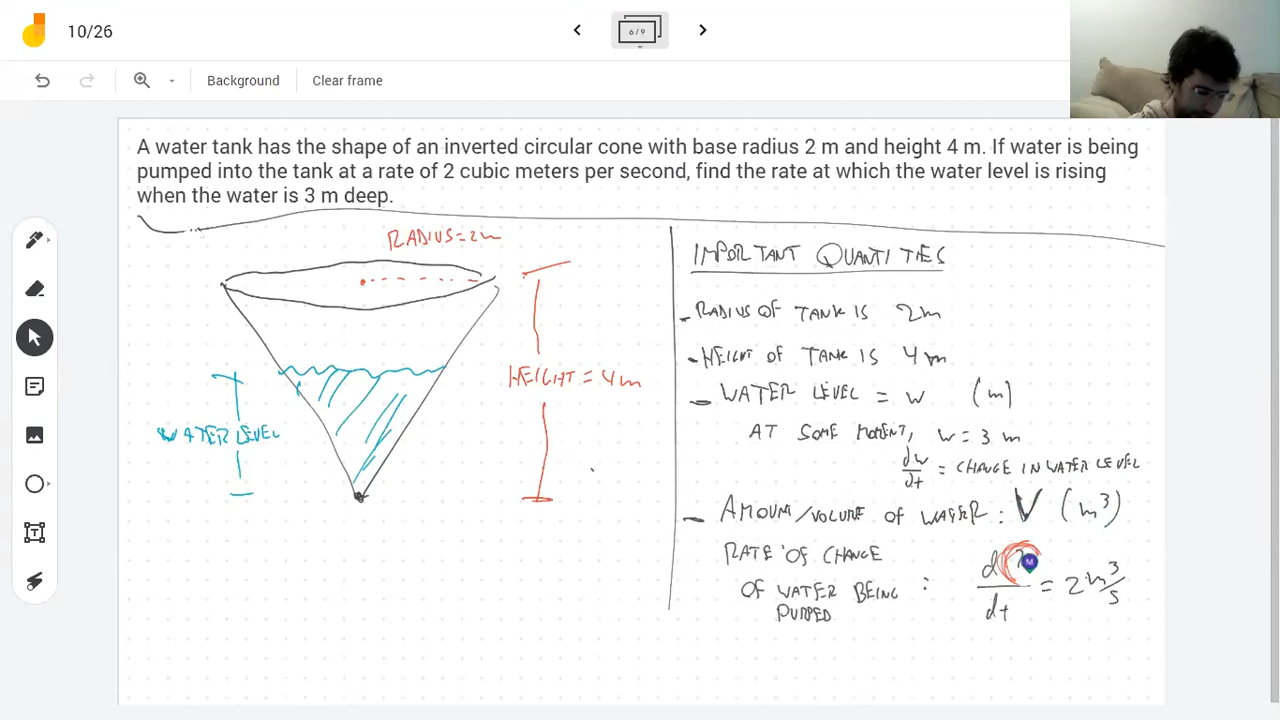 10/26
6/9
Background
Clear frame
A water tank has the shape of an inverted circular cone with base radius 2 m and height 4 m. If water is being
pumped into the tank at a rate of 2 cubic meters per second, find the rate at which the water level is rising
when the water is 3 m deep.
RADIUS=2m
HEIGHT = 4m
WATER LEVEL
IMPORTANT QUANTITIES
- RADIUS OF TANK IS 2m
- HEIGHT OF TANK IS 4m
- WATER LEVEL = w (m)
AT SOME MOMENT, w = 3 m
dw/dt = CHANGE IN WATER LEVEL
- AMOUNT/VOLUME OF WATER : V (m³)
RATE OF CHANGE
OF WATER BEING :
PUMPED
d /dt = 2 m³/s
M